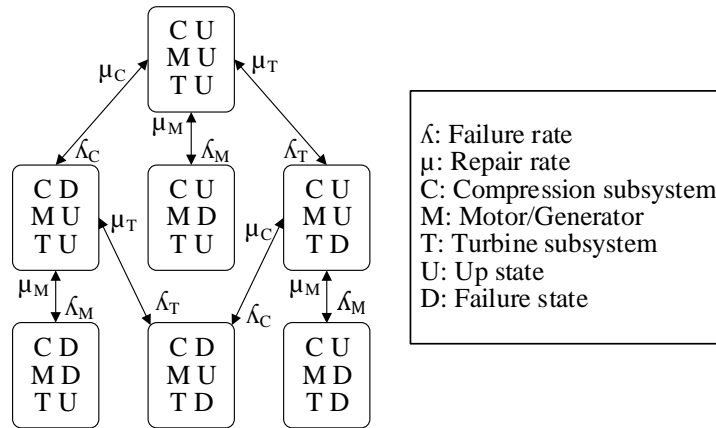 C U
M U
T U
μC
μT
μM
ʎC
ʎM
ʎT
C D
M U
T U
C U
M D
T U
C U
M U
T D
μT
μC
μM
μM
ʎM
ʎT
ʎC
ʎM
C D
M D
T U
C D
M U
T D
C U
M D
T D
ʎ: Failure rate
μ: Repair rate
C: Compression subsystem
M: Motor/Generator
T: Turbine subsystem
U: Up state
D: Failure state